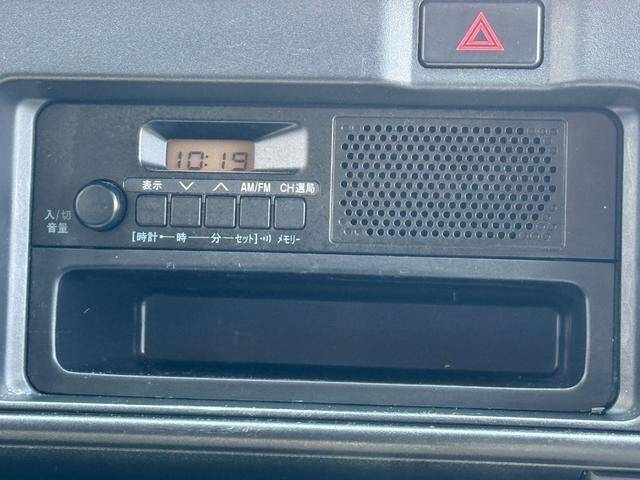 10:19
表示 ∨ ∧ AM/FM CH選局
入/切
音量
[時計 ← 時 — 分 — セット]・))) メモリー